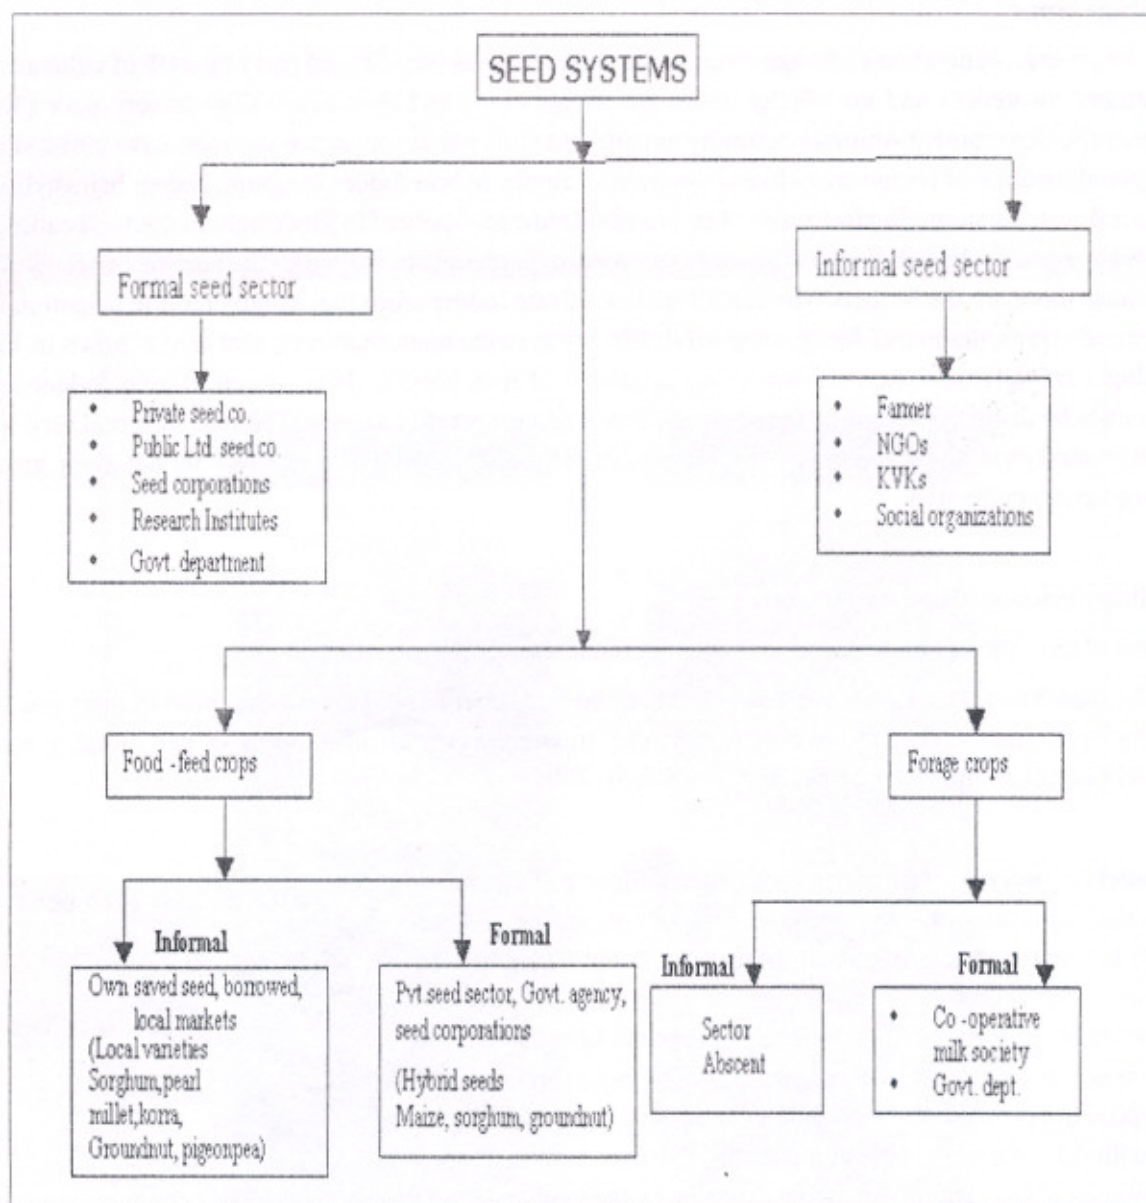 SEED SYSTEMS
Formal seed sector
Informal seed sector
• Private seed co.
• Public Ltd. seed co.
• Seed corporations
• Research Institutes
• Govt. department
• Farmer
• NGOs
• KVKs
• Social organizations
Food -feed crops
Forage crops
Informal
Own saved seed, borrowed,
local markets
(Local varieties
Sorghum,pearl
millet,korra,
Groundnut, pigeonpea)
Formal
Pvt seed sector, Govt. agency,
seed corporations
(Hybrid seeds
Maize, sorghum, groundnut)
Informal
Sector
Abscent
Formal
• Co -operative
milk society
• Govt. dept.